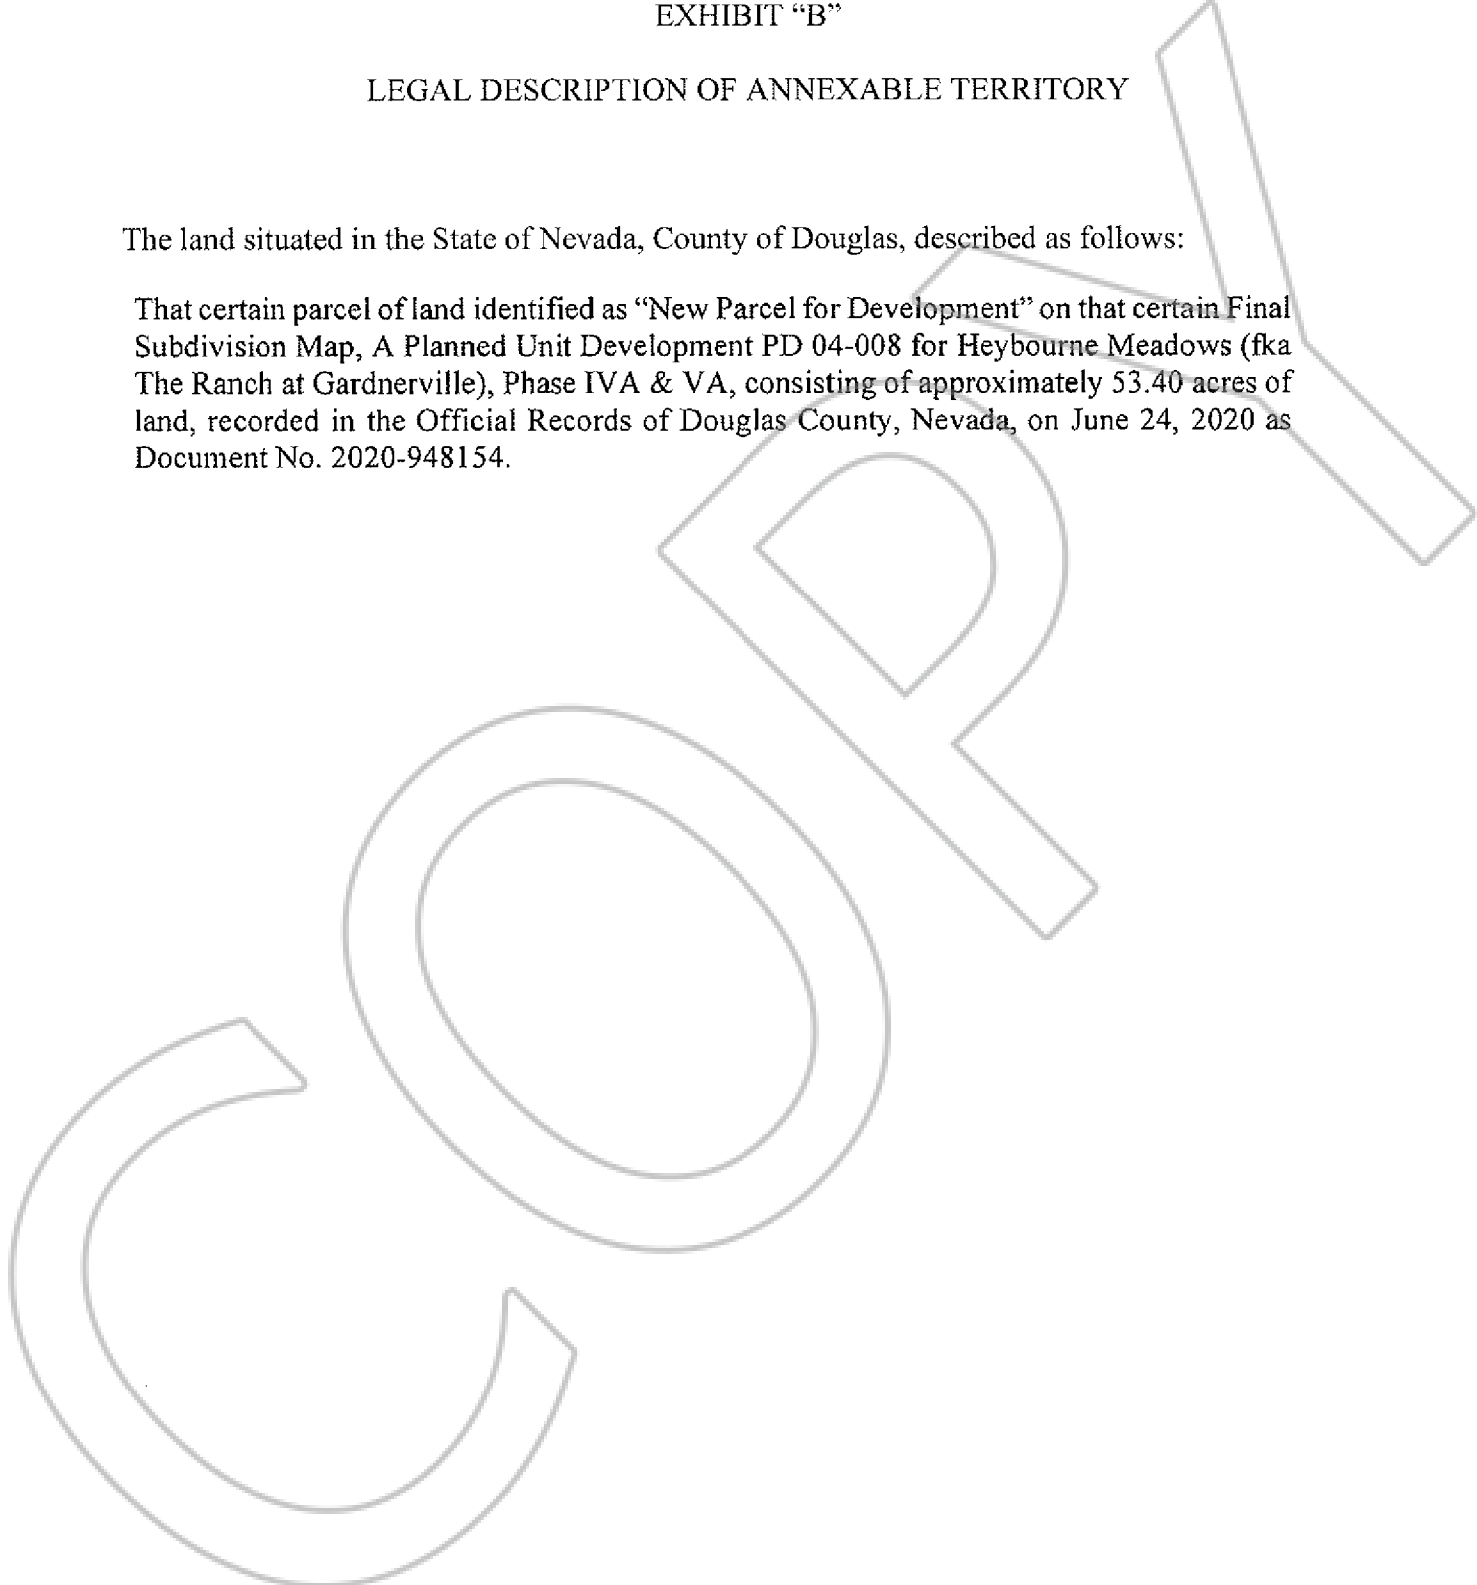 EXHIBIT “B”
LEGAL DESCRIPTION OF ANNEXABLE TERRITORY
The land situated in the State of Nevada, County of Douglas, described as follows:
That certain parcel of land identified as “New Parcel for Development” on that certain Final
Subdivision Map, A Planned Unit Development PD 04-008 for Heybourne Meadows (fka
The Ranch at Gardnerville), Phase IVA & VA, consisting of approximately 53.40 acres of
land, recorded in the Official Records of Douglas County, Nevada, on June 24, 2020 as
Document No. 2020-948154.
COPY